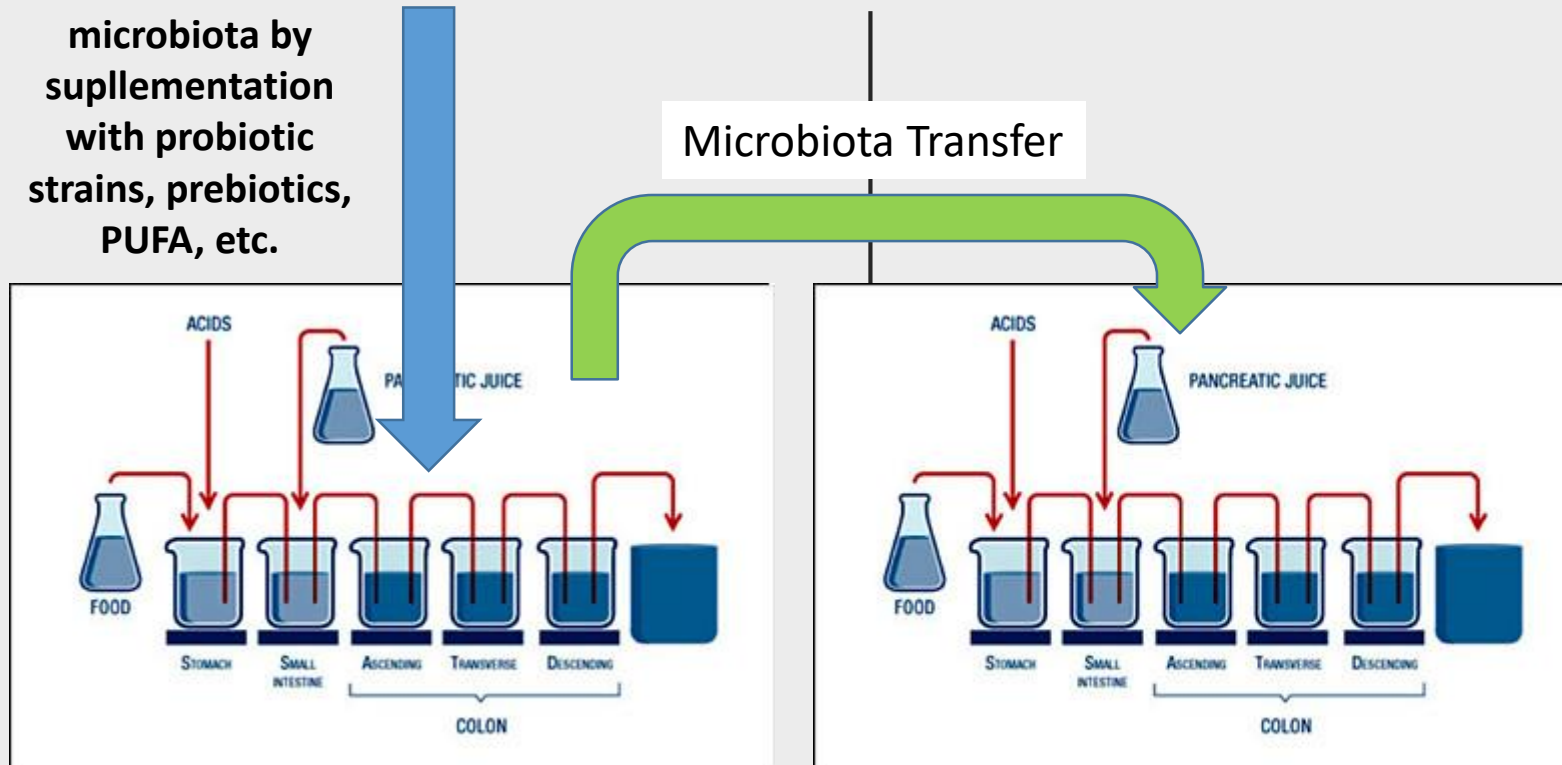 microbiota by
supllementation
with probiotic
strains, prebiotics,
PUFA, etc.
Microbiota Transfer
ACIDS
PA TIC JUICE
FOOD
STOMACH
SMALL
INTESTINE
ASCENDING
TRANSVERSE
DESCENDING
COLON
ACIDS
PANCREATIC JUICE
FOOD
STOMACH
SMALL
INTESTINE
ASCENDING
TRANSVERSE
DESCENDING
COLON